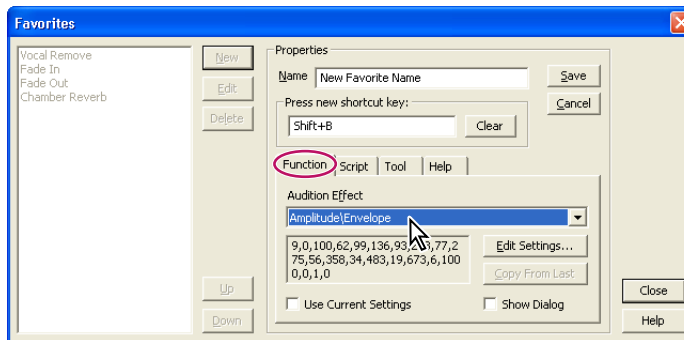 Favorites
Vocal Remove
Fade In
Fade Out
Chamber Reverb
New
Edit
Delete
Up
Down
Properties
Name
New Favorite Name
Save
Cancel
Press new shortcut key:
Shift+B
Clear
Function
Script
Tool
Help
Audition Effect
Amplitude\Envelope
9,0,100,62,99,136,93, 77,2
75,56,358,34,483,19,673,6,100
0,0,1,0
Edit Settings...
Copy From Last
Use Current Settings
Show Dialog
Close
Help